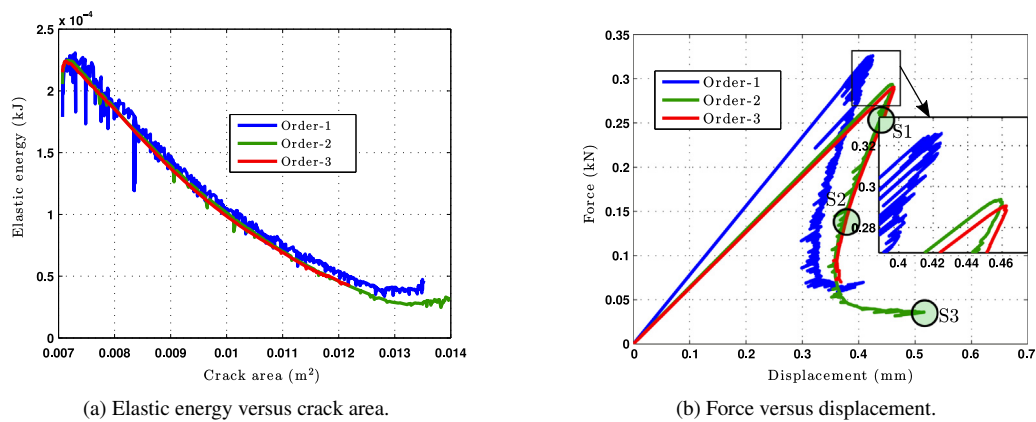 × 10⁻⁴
2.5
2
1.5
1
0.5
0
Elastic energy (kJ)
Order-1
Order-2
Order-3
0.007 0.008 0.009 0.01 0.011 0.012 0.013 0.014
Crack area (m²)
(a) Elastic energy versus crack area.
0.35
0.3
0.25
0.2
0.15
0.1
0.05
0
Force (kN)
Order-1
Order-2
Order-3
S1
S2
S3
0.32
0.3
0.28
0.4 0.42 0.44 0.46
0 0.1 0.2 0.3 0.4 0.5 0.6 0.7
Displacement (mm)
(b) Force versus displacement.